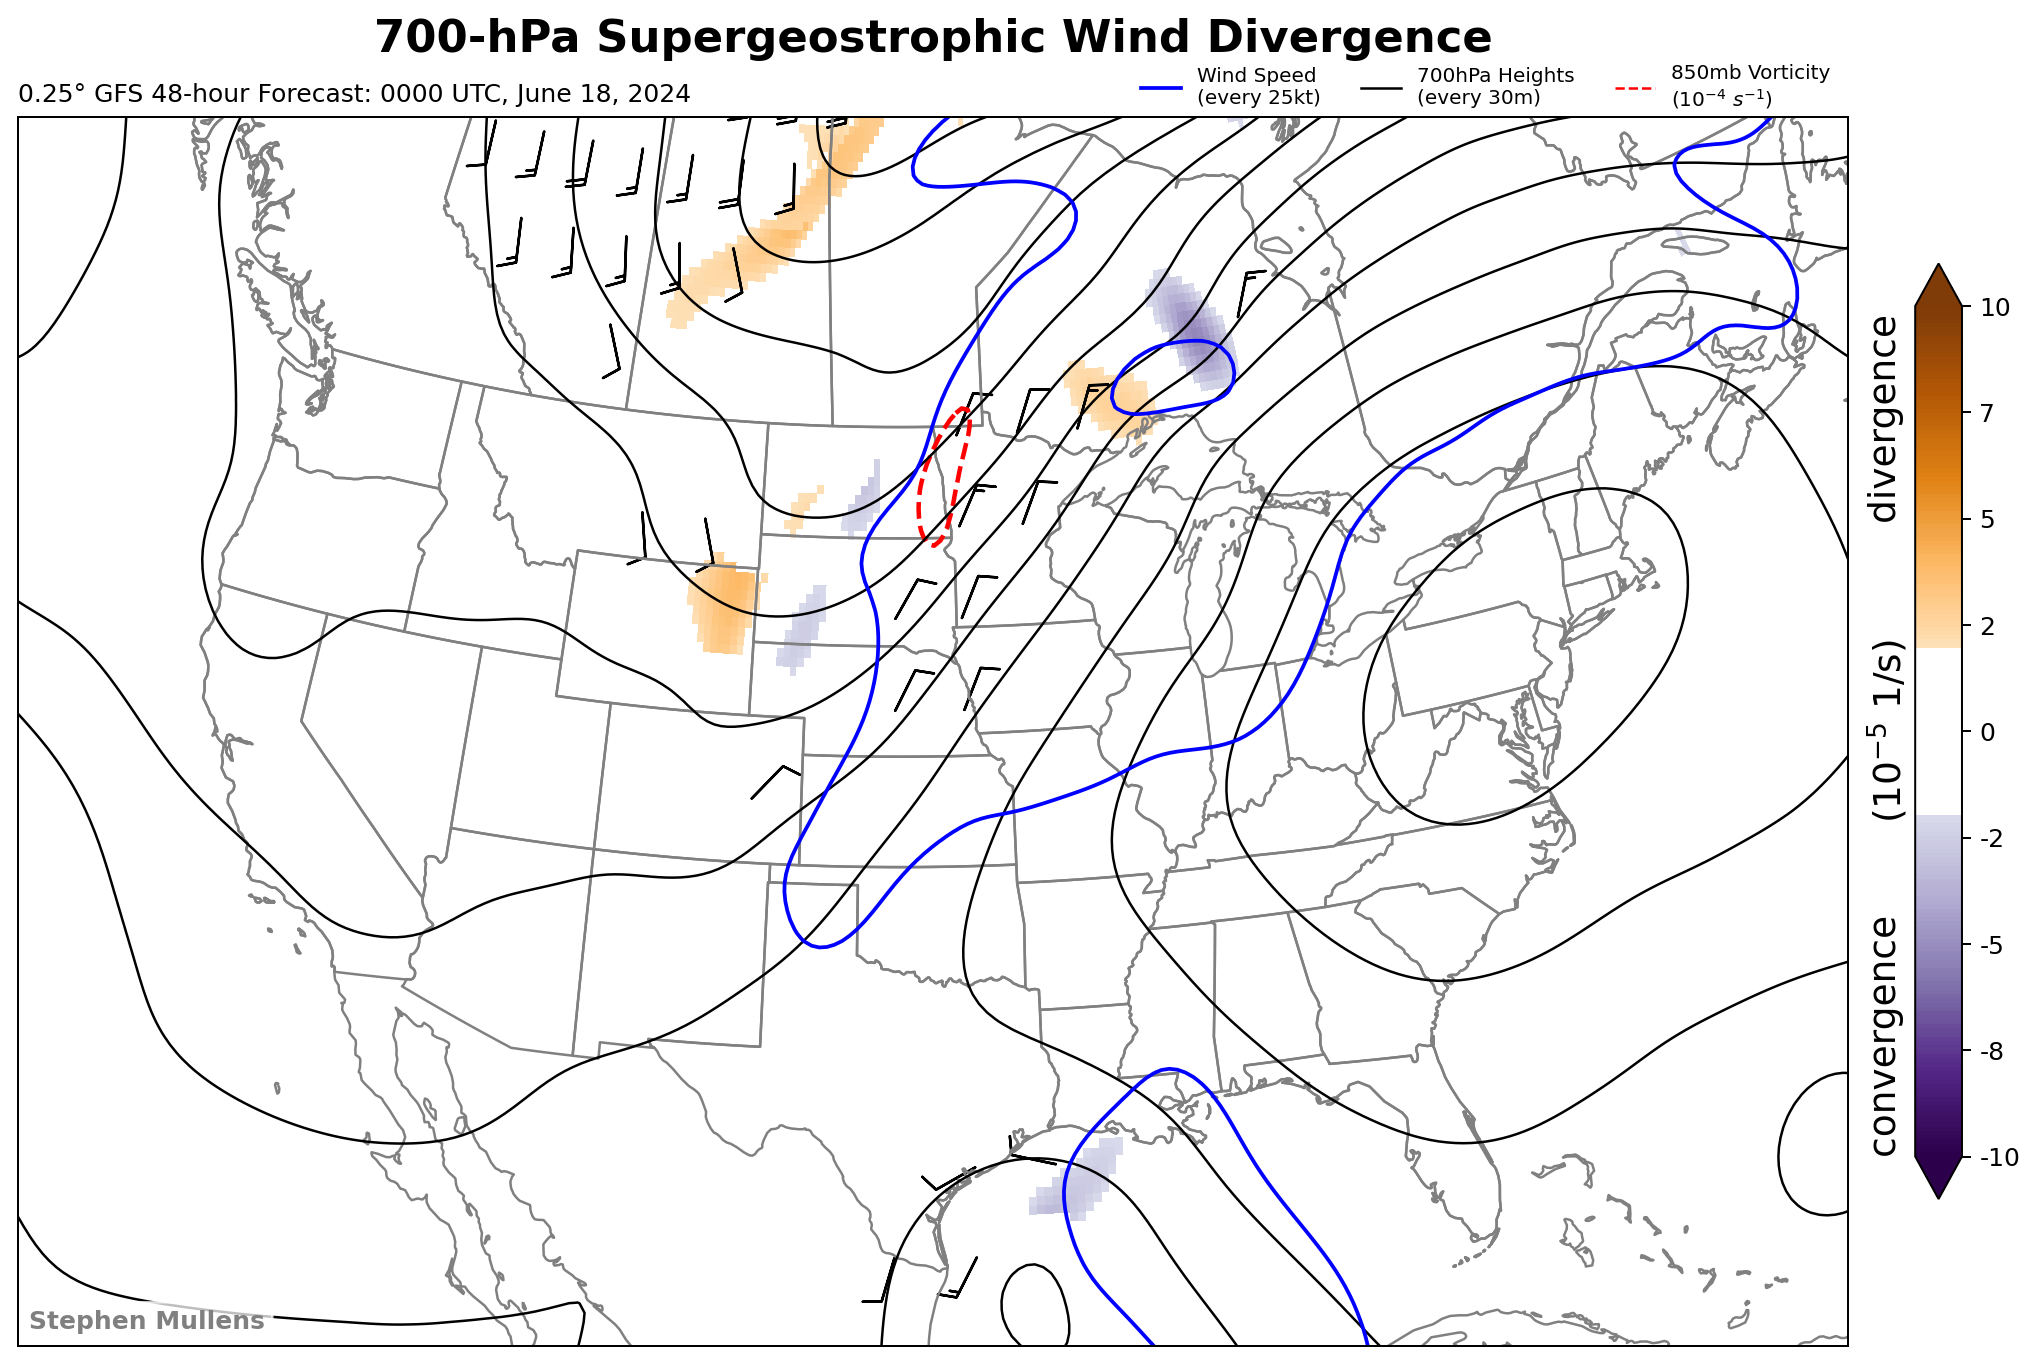 700-hPa Supergeostrophic Wind Divergence
0.25° GFS 48-hour Forecast: 0000 UTC, June 18, 2024
Wind Speed
(every 25kt)
700hPa Heights
(every 30m)
850mb Vorticity
(10⁻⁴ s⁻¹)
10
7
5
2
0
-2
-5
-8
-10
convergence (10⁻⁵ 1/s) divergence
Stephen Mullens